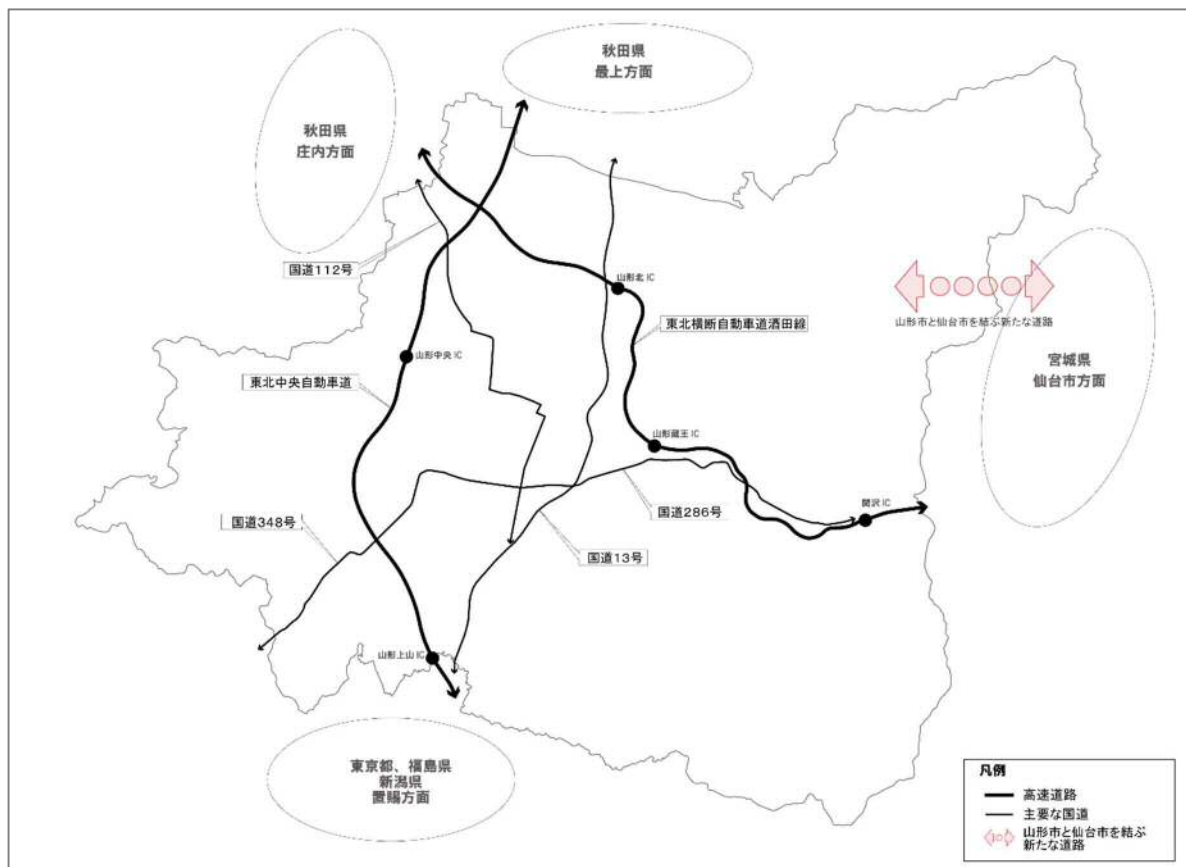 秋田県
最上方面
秋田県
庄内方面
国道112号
山形北 IC
東北横断自動車道酒田線
山形市と仙台市を結ぶ新たな道路
山形中央 IC
東北中央自動車道
宮城県
仙台市方面
山形蔵王 IC
国道286号
関沢 IC
国道348号
国道13号
山形上山 IC
東京都、福島県
新潟県
置賜方面
凡例
高速道路
主要な国道
山形市と仙台市を結ぶ
新たな道路